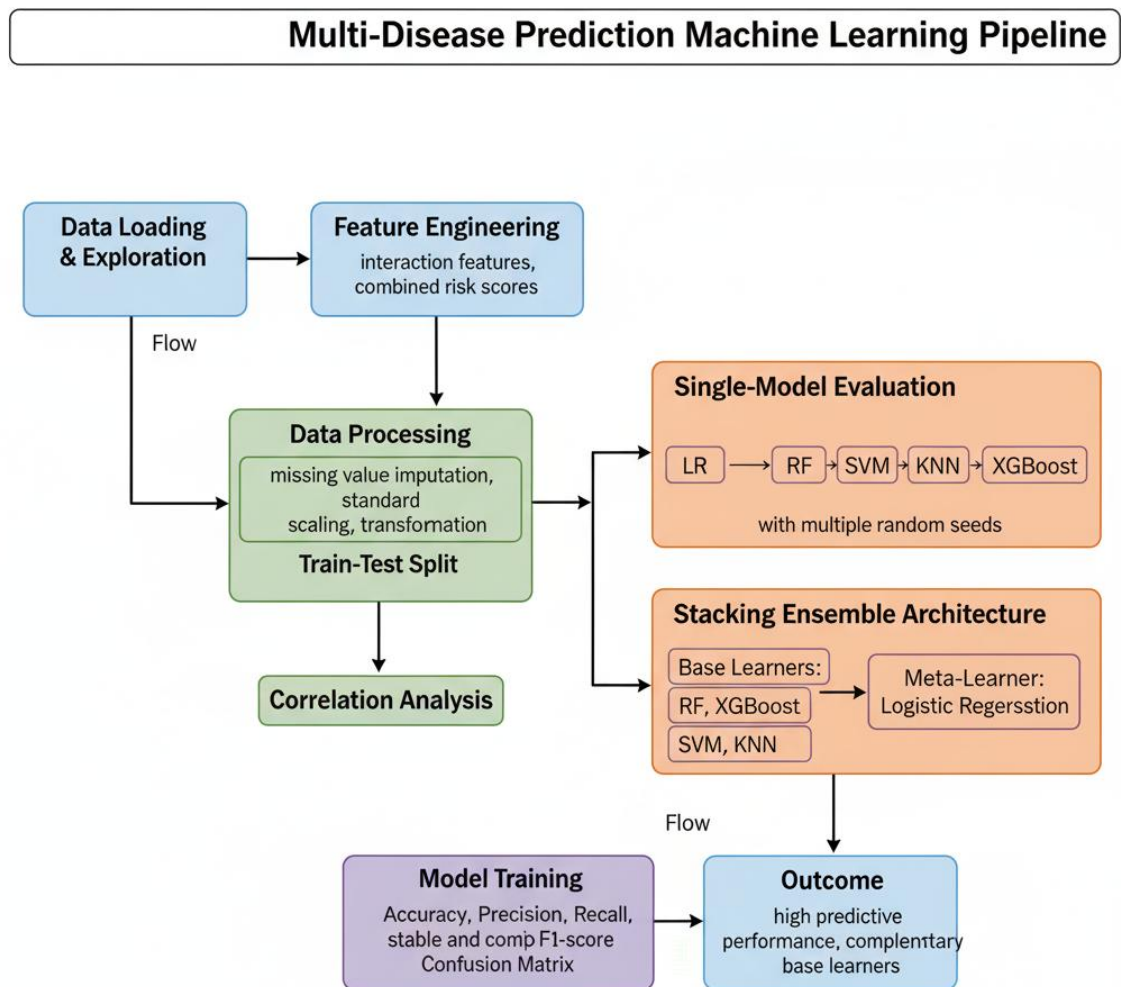 Multi-Disease Prediction Machine Learning Pipeline
Data Loading
& Exploration
Feature Engineering
interaction features,
combined risk scores
Flow
Data Processing
missing value imputation,
standard
scaling, transformation
Train-Test Split
Correlation Analysis
Single-Model Evaluation
LR
RF
SVM
KNN
XGBoost
with multiple random seeds
Stacking Ensemble Architecture
Base Learners:
RF, XGBoost
SVM, KNN
Meta-Learner:
Logistic Regersstion
Flow
Model Training
Accuracy, Precision, Recall,
stable and comp F1-score
Confusion Matrix
Outcome
high predictive
performance,
base learners